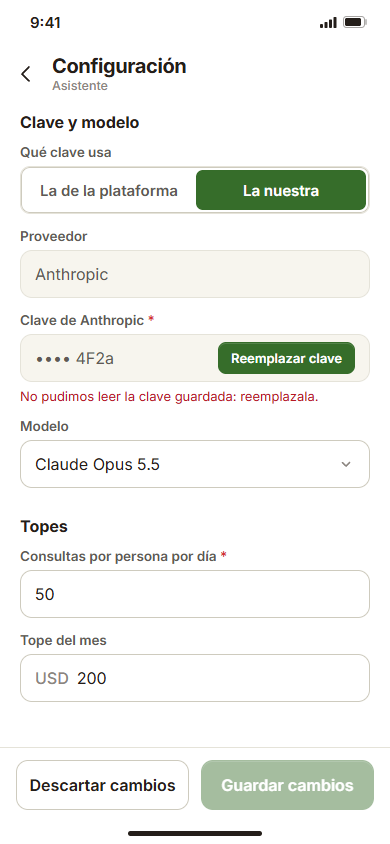 9:41
Configuración
Asistente
Clave y modelo
Qué clave usa
La de la plataforma
La nuestra
Proveedor
Anthropic
Clave de Anthropic *
•••• 4F2a
Reemplazar clave
No pudimos leer la clave guardada: reemplazala.
Modelo
Claude Opus 5.5
Topes
Consultas por persona por día *
50
Tope del mes
USD 200
Descartar cambios
Guardar cambios